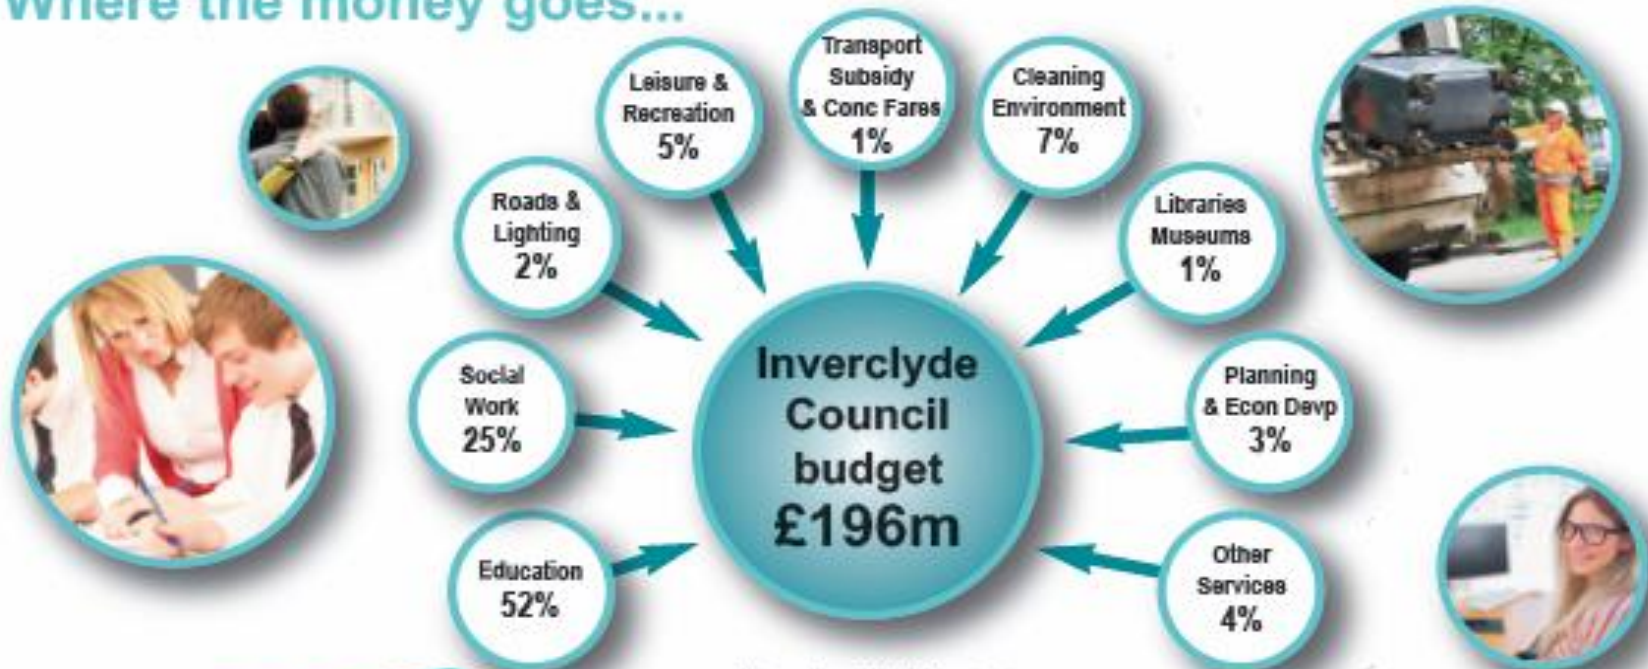 Where the money goes...
Transport
Subsidy
& Conc Fares
1%
Leisure &
Recreation
5%
Cleaning
Environment
7%
Roads &
Lighting
2%
Libraries
Museums
1%
Social
Work
25%
Inverclyde
Council
budget
£196m
Planning
& Econ Devp
3%
Education
52%
Other
Services
4%